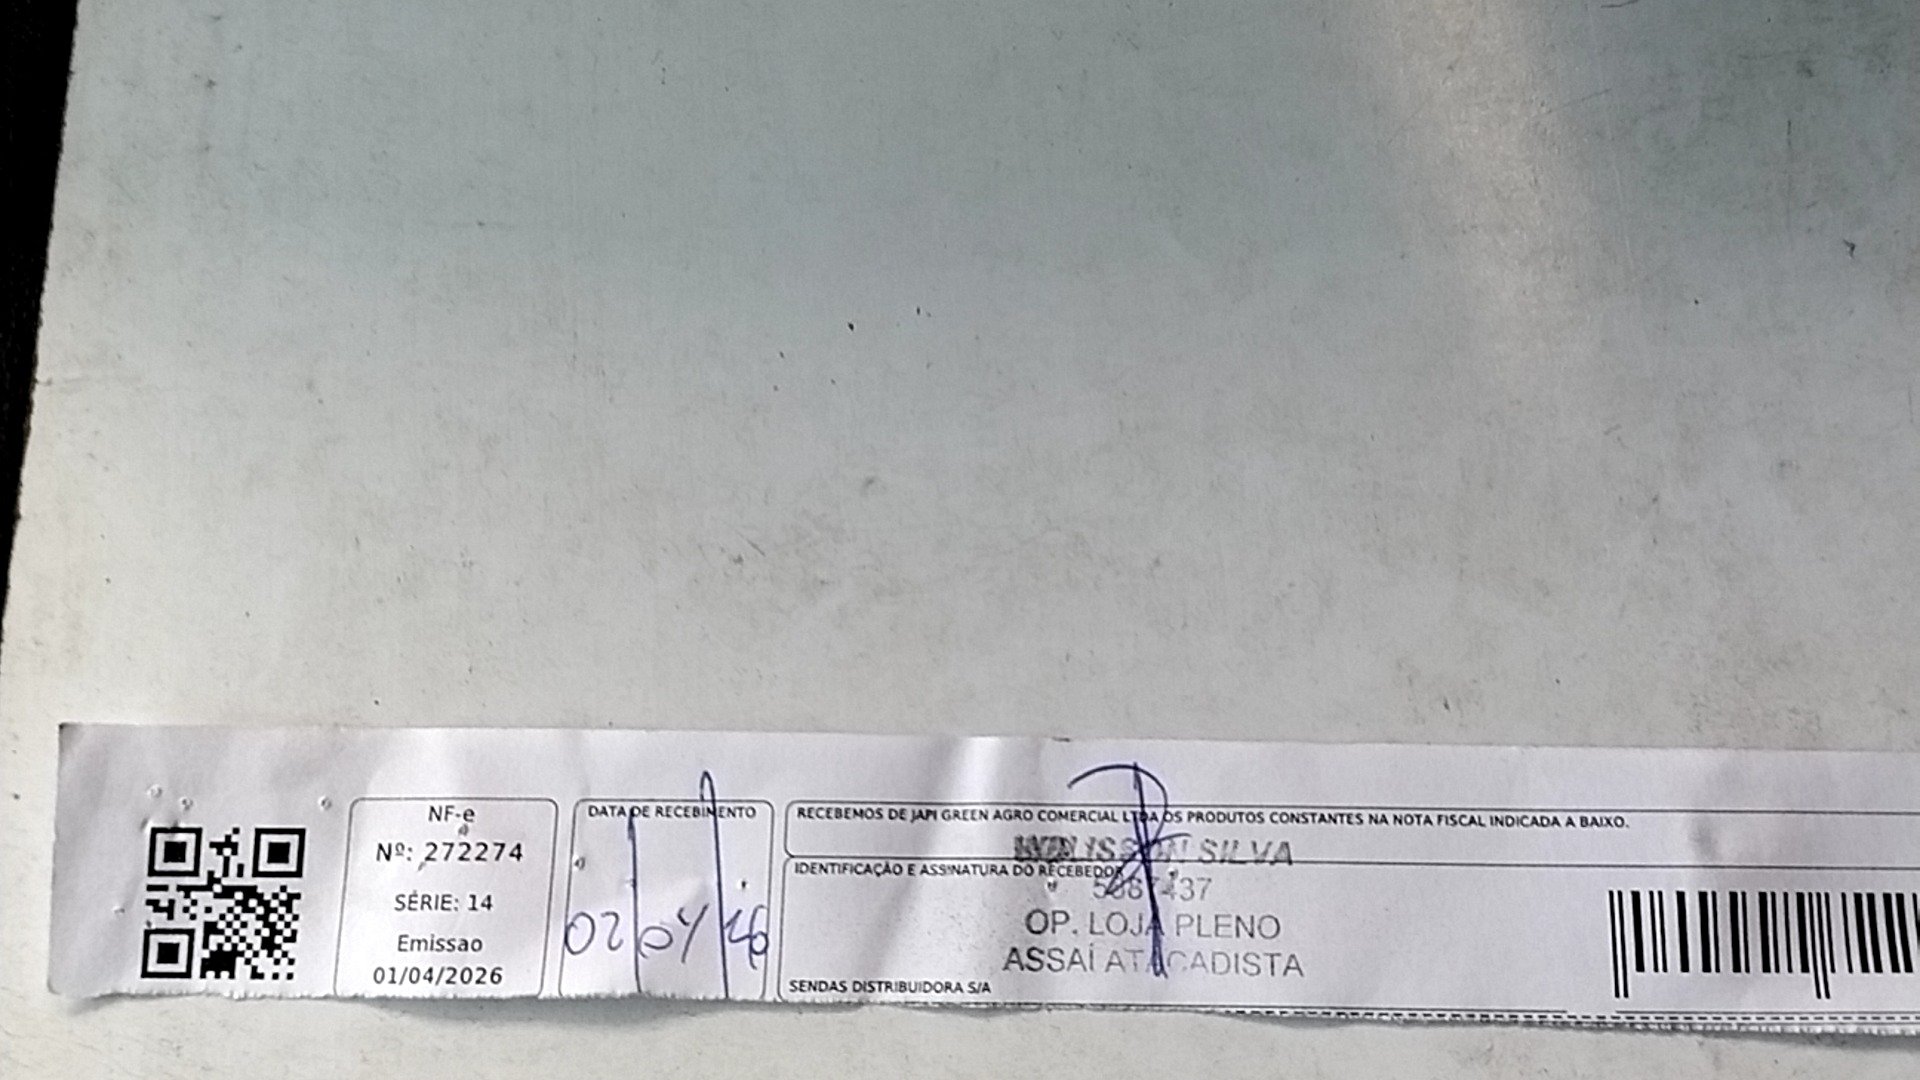 NF-e
Nº: 272274
SÉRIE: 14
Emissao
01/04/2026
DATA DE RECEBIMENTO
02/04/26
RECEBEMOS DE JAPI GREEN AGRO COMERCIAL LTDA OS PRODUTOS CONSTANTES NA NOTA FISCAL INDICADA A BAIXO.
SILVA
IDENTIFICAÇÃO E ASSINATURA DO RECEBEDOR
OP. LOJA PLENO
ASSAÍ ATACADISTA
SENDAS DISTRIBUIDORA S/A